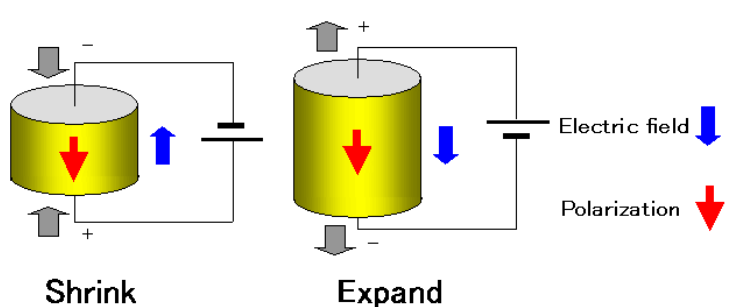 −
+
+
−
Electric field
Polarization
Shrink
Expand